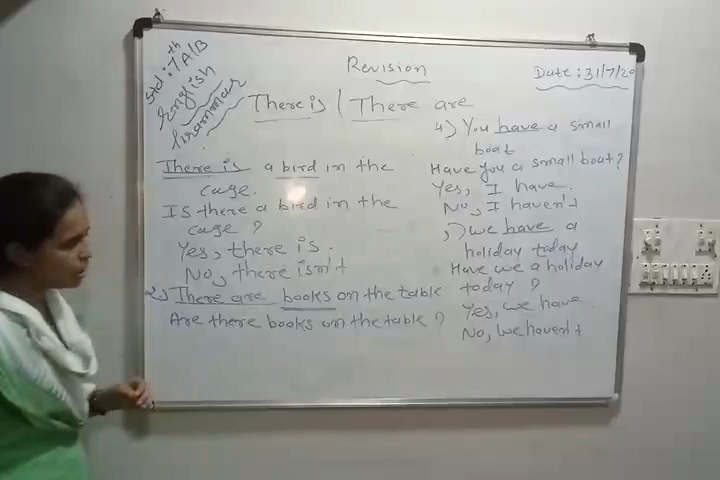 Std: 7th A/B
English
Grammar
Revision
Date: 31/7/20
There is / There are
There is a bird in the
cage.
Is there a bird in the
cage?
Yes, there is.
No, there isn't
2) There are books on the table
Are there books on the table?
4) You have a small
boat
Have you a small boat?
Yes, I have.
No, I haven't
) we have a
holiday today
Have we a holiday
today?
Yes, we have
No, we haven't